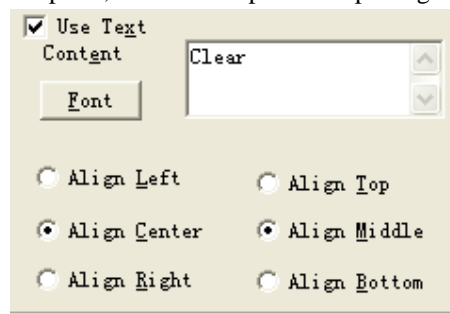 Use Text
Content
Clear
Font
Align Left
Align Top
Align Center
Align Middle
Align Right
Align Bottom